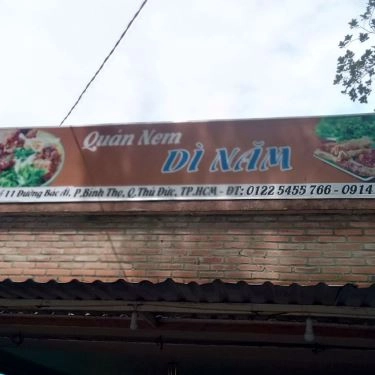 Quán Nem
DÌ NĂM
11 Đường Bác Ái, P.Bình Thọ, Q.Thủ Đức, TP.HCM - ĐT: 0122 5455 766 - 0914